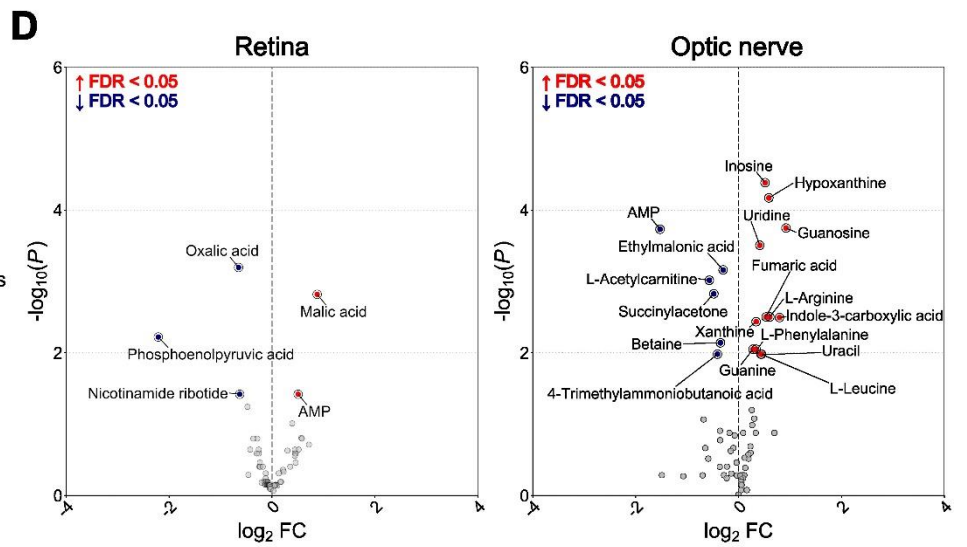 D
Retina
↑ FDR < 0.05
↓ FDR < 0.05
6
4
2
0
-log10(P)
s
Oxalic acid
Malic acid
Phosphoenolpyruvic acid
Nicotinamide ribotide
AMP
-4
-2
0
2
4
log2 FC
Optic nerve
↑ FDR < 0.05
↓ FDR < 0.05
6
4
2
0
-log10(P)
Inosine
Hypoxanthine
AMP
Uridine
Guanosine
Ethylmalonic acid
Fumaric acid
L-Acetylcarnitine
L-Arginine
Succinylacetone
Indole-3-carboxylic acid
Xanthine
L-Phenylalanine
Betaine
Uracil
Guanine
L-Leucine
4-Trimethylammoniobutanoic acid
-4
-2
0
2
4
log2 FC